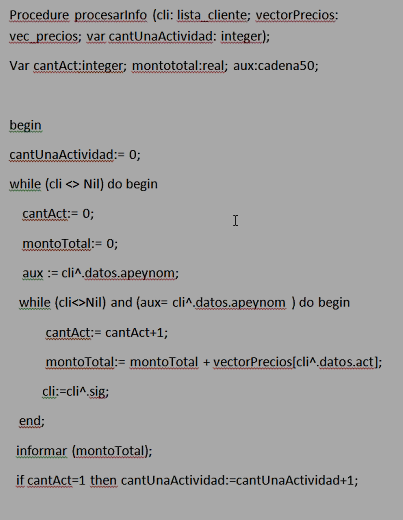 Procedure procesarInfo (cli: lista_cliente; vectorPrecios:
vec_precios; var cantUnaActividad: integer);
Var cantAct:integer; montototal:real; aux:cadena50;
begin
cantUnaActividad:= 0;
while (cli <> Nil) do begin
cantAct:= 0;
montoTotal:= 0;
aux := cli^.datos.apeynom;
while (cli<>Nil) and (aux= cli^.datos.apeynom ) do begin
cantAct:= cantAct+1;
montoTotal:= montoTotal + vectorPrecios[cli^.datos.act];
cli:=cli^.sig;
end;
informar (montoTotal);
if cantAct=1 then cantUnaActividad:=cantUnaActividad+1;